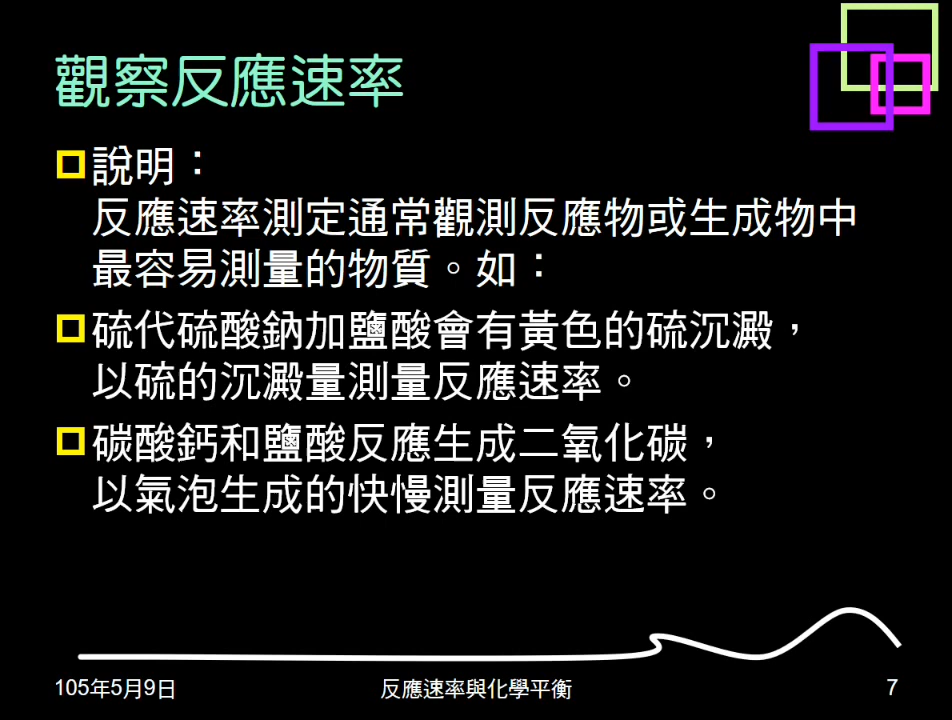 觀察反應速率
說明：
反應速率測定通常觀測反應物或生成物中
最容易測量的物質。如：
硫代硫酸鈉加鹽酸會有黃色的硫沉澱，
以硫的沉澱量測量反應速率。
碳酸鈣和鹽酸反應生成二氧化碳，
以氣泡生成的快慢測量反應速率。
105年5月9日
反應速率與化學平衡
7